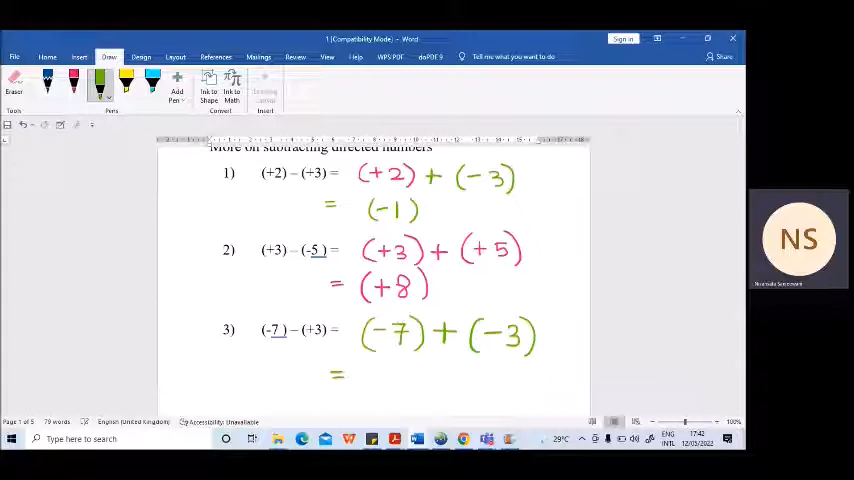 1 [Compatibility Mode] - Word
Sign in
File Home Insert Draw Design Layout References Mailings Review View Help WPS PDF doPDF 9 Tell me what you want to do Share
Eraser
Add Pen
Ink to Shape
Ink to Math
Tools Pens Convert Insert
More on subtracting directed numbers
1) (+2) – (+3) = (+2) + (-3)
= (-1)
2) (+3) – (-5 ) = (+3) + (+5)
= (+8)
3) (-7 ) – (+3) = (-7) + (-3)
=
NS
Page 1 of 5 79 words English (United Kingdom) Accessibility: Unavailable 100%
Type here to search 29°C ENG INTL 17:42 12/05/2022